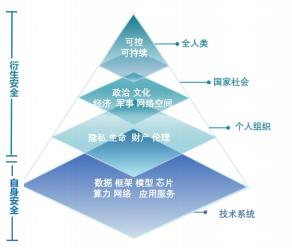 可控
可持续
全人类
衍生安全
国家社会
政治 文化
经济 军事 网络空间
个人组织
隐私 生命 财产 伦理
自身安全
数据 框架 模型 芯片
算力 网络 应用服务
技术系统